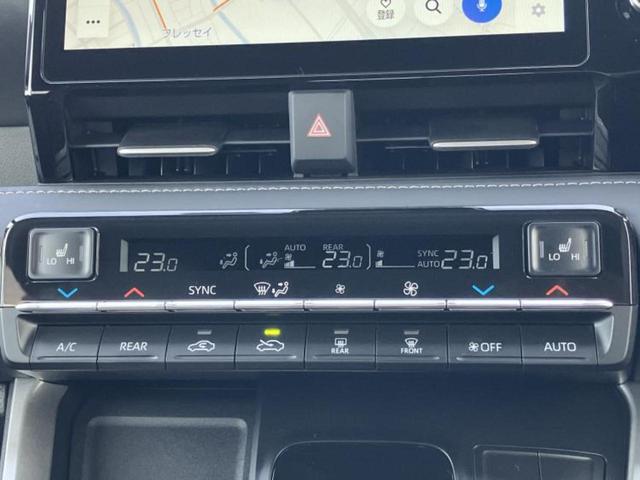 フレッセイ
登録
AUTO
REAR
SYNC
23.0
23.0
AUTO 23.0
LO HI
LO HI
SYNC
A/C
REAR
REAR
FRONT
OFF
AUTO